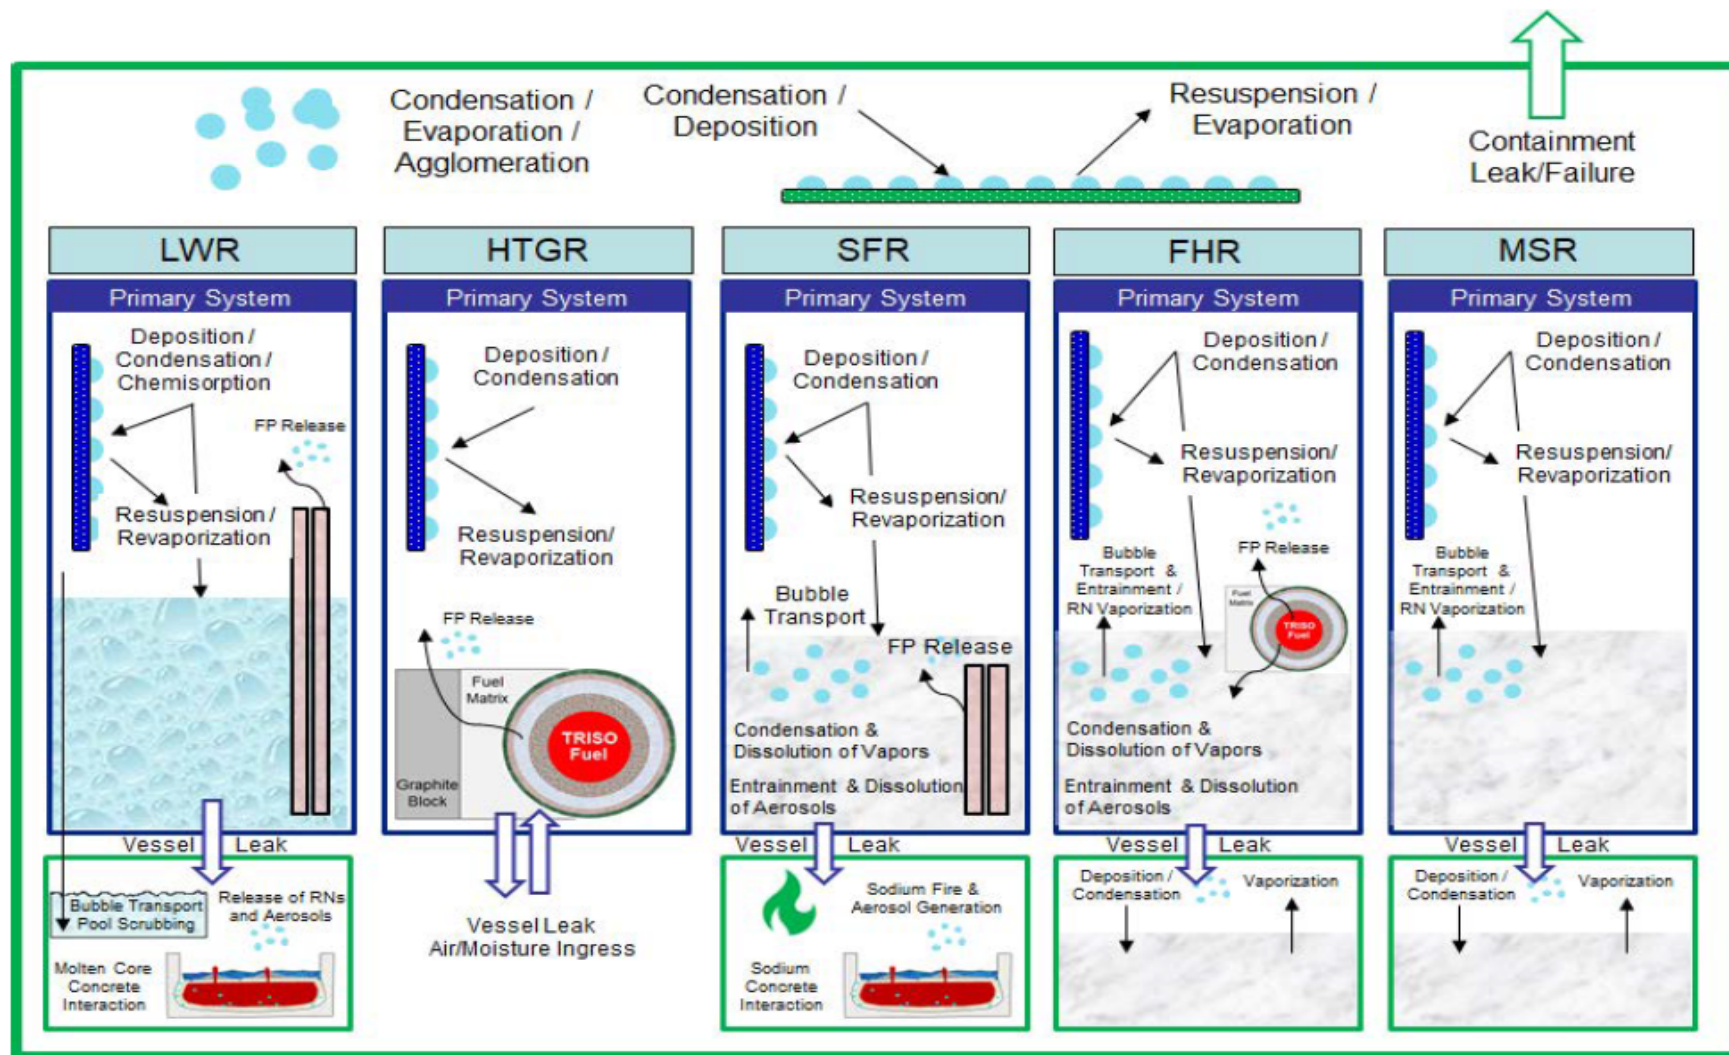 Condensation /
Evaporation /
Agglomeration
Condensation /
Deposition
Resuspension /
Evaporation
Containment
Leak/Failure
LWR
Primary System
Deposition /
Condensation /
Chemisorption
FP Release
Resuspension /
Revaporization
Vessel Leak
Bubble Transport
Pool Scrubbing
Release of RNs
and Aerosols
Molten Core
Concrete
Interaction
HTGR
Primary System
Deposition /
Condensation
Resuspension/
Revaporization
FP Release
Fuel
Matrix
TRISO
Fuel
Graphite
Block
Vessel Leak
Air/Moisture Ingress
SFR
Primary System
Deposition /
Condensation
Resuspension/
Revaporization
Bubble
Transport
FP Release
Condensation &
Dissolution of Vapors
Entrainment & Dissolution
of Aerosols
Vessel Leak
Sodium Fire &
Aerosol Generation
Sodium
Concrete
Interaction
FHR
Primary System
Deposition /
Condensation
Resuspension/
Revaporization
FP Release
Bubble
Transport &
Entrainment /
RN Vaporization
Fuel
Matrix
TRISO
Fuel
Condensation &
Dissolution of Vapors
Entrainment & Dissolution
of Aerosols
Vessel Leak
Deposition /
Condensation
Vaporization
MSR
Primary System
Deposition /
Condensation
Resuspension/
Revaporization
Bubble
Transport &
Entrainment /
RN Vaporization
Vessel Leak
Deposition /
Condensation
Vaporization